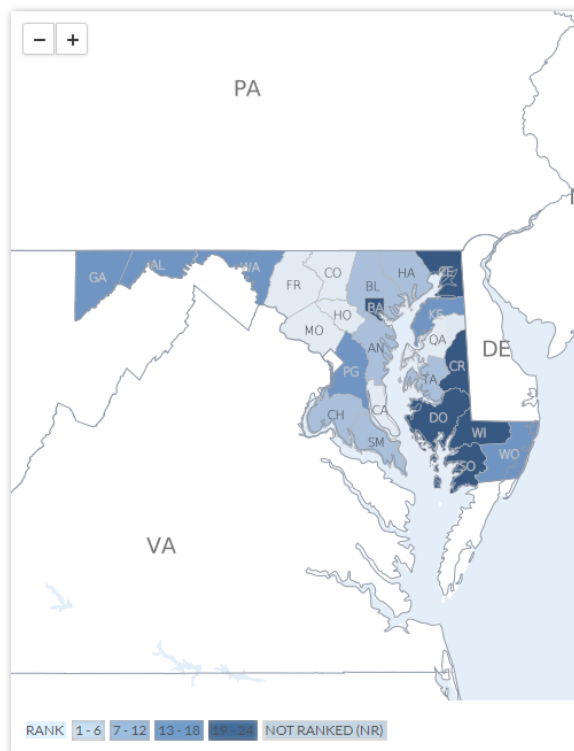 − +
PA
GA AL WA FR CO BL HA CE
BA
HO
KE
MO
QA
AN
DE
PG
TA
CR
CA
CH
DO
SM
WI
WO
SO
VA
RANK 1 - 6 7 - 12 13 - 18 19 - 24 NOT RANKED (NR)